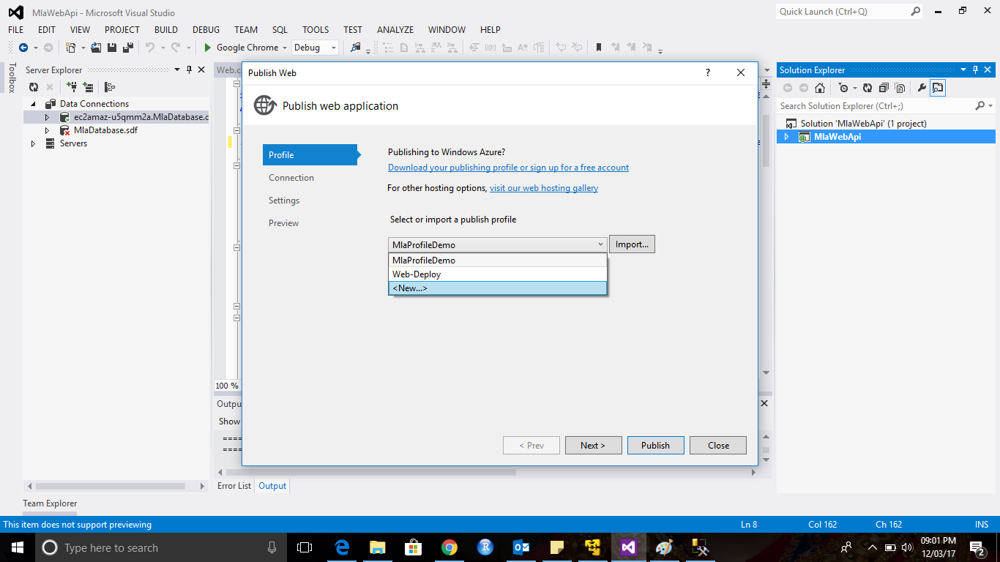 MlaWebApi - Microsoft Visual Studio
Quick Launch (Ctrl+Q)
FILE EDIT VIEW PROJECT BUILD DEBUG TEAM SQL TOOLS TEST ANALYZE WINDOW HELP
Google Chrome Debug
Toolbox
Server Explorer
Data Connections
ec2amaz-u5qmm2a.MlaDatabase.d
MlaDatabase.sdf
Servers
Team Explorer
Web.c
100 %
Outpu
Show
====
====
Error List Output
Publish Web ?
Publish web application
Profile
Connection
Settings
Preview
Publishing to Windows Azure?
Download your publishing profile or sign up for a free account
For other hosting options, visit our web hosting gallery
Select or import a publish profile
MlaProfileDemo Import...
MlaProfileDemo
Web-Deploy
<New...>
< Prev Next > Publish Close
Solution Explorer
Search Solution Explorer (Ctrl+;)
Solution 'MlaWebApi' (1 project)
MlaWebApi
This item does not support previewing Ln 8 Col 162 Ch 162 INS
Type here to search
R
09:01 PM
12/03/17
2